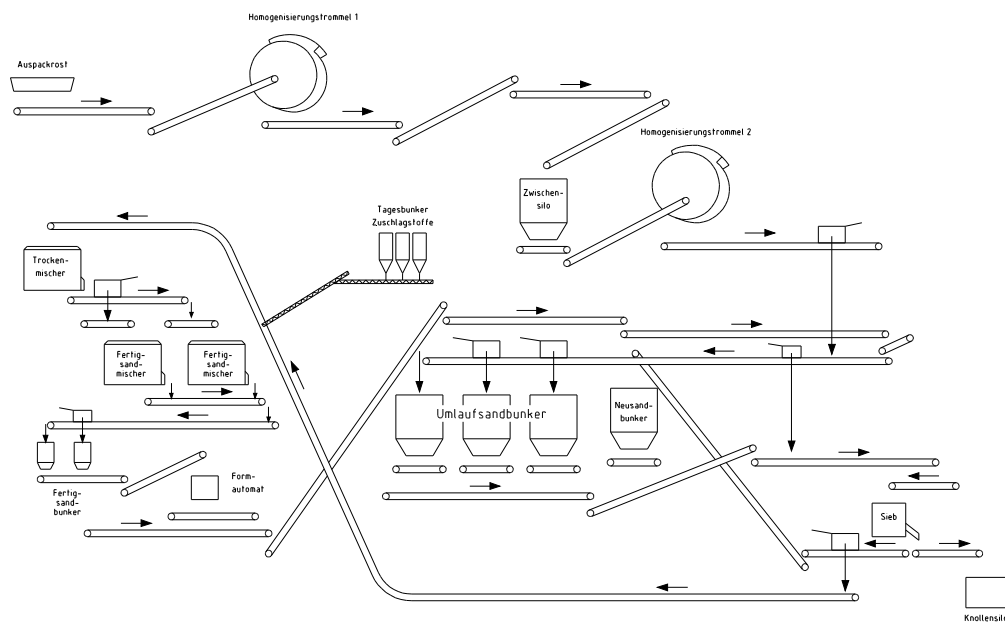 Homogenisierungstrommel 1
Auspackrost
Homogenisierungstrommel 2
Zwischen-
silo
Tagesbunker
Zuschlagstoffe
Trocken-
mischer
Fertig-
sand-
mischer
Fertig-
sand-
mischer
Umlaufsandbunker
Neusand-
bunker
Form-
automat
Fertig-
sand-
bunker
Sieb
Knollensilo